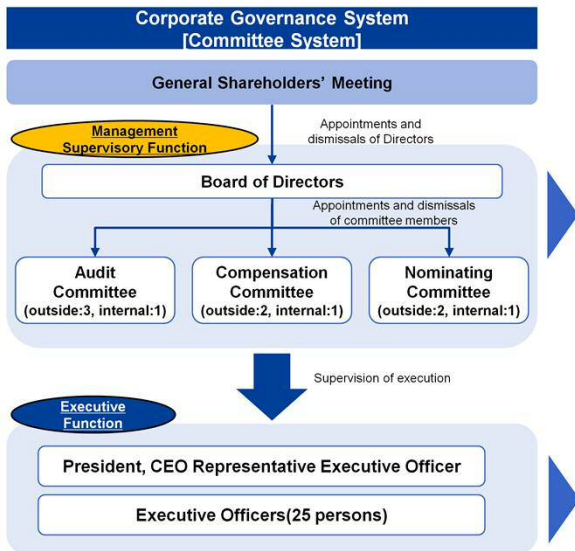 Corporate Governance System
[Committee System]
General Shareholders’ Meeting
Management
Supervisory Function
Appointments and
dismissals of Directors
Board of Directors
Appointments and dismissals
of committee members
Audit
Committee
(outside:3, internal:1)
Compensation
Committee
(outside:2, internal:1)
Nominating
Committee
(outside:2, internal:1)
Supervision of execution
Executive
Function
President, CEO Representative Executive Officer
Executive Officers(25 persons)